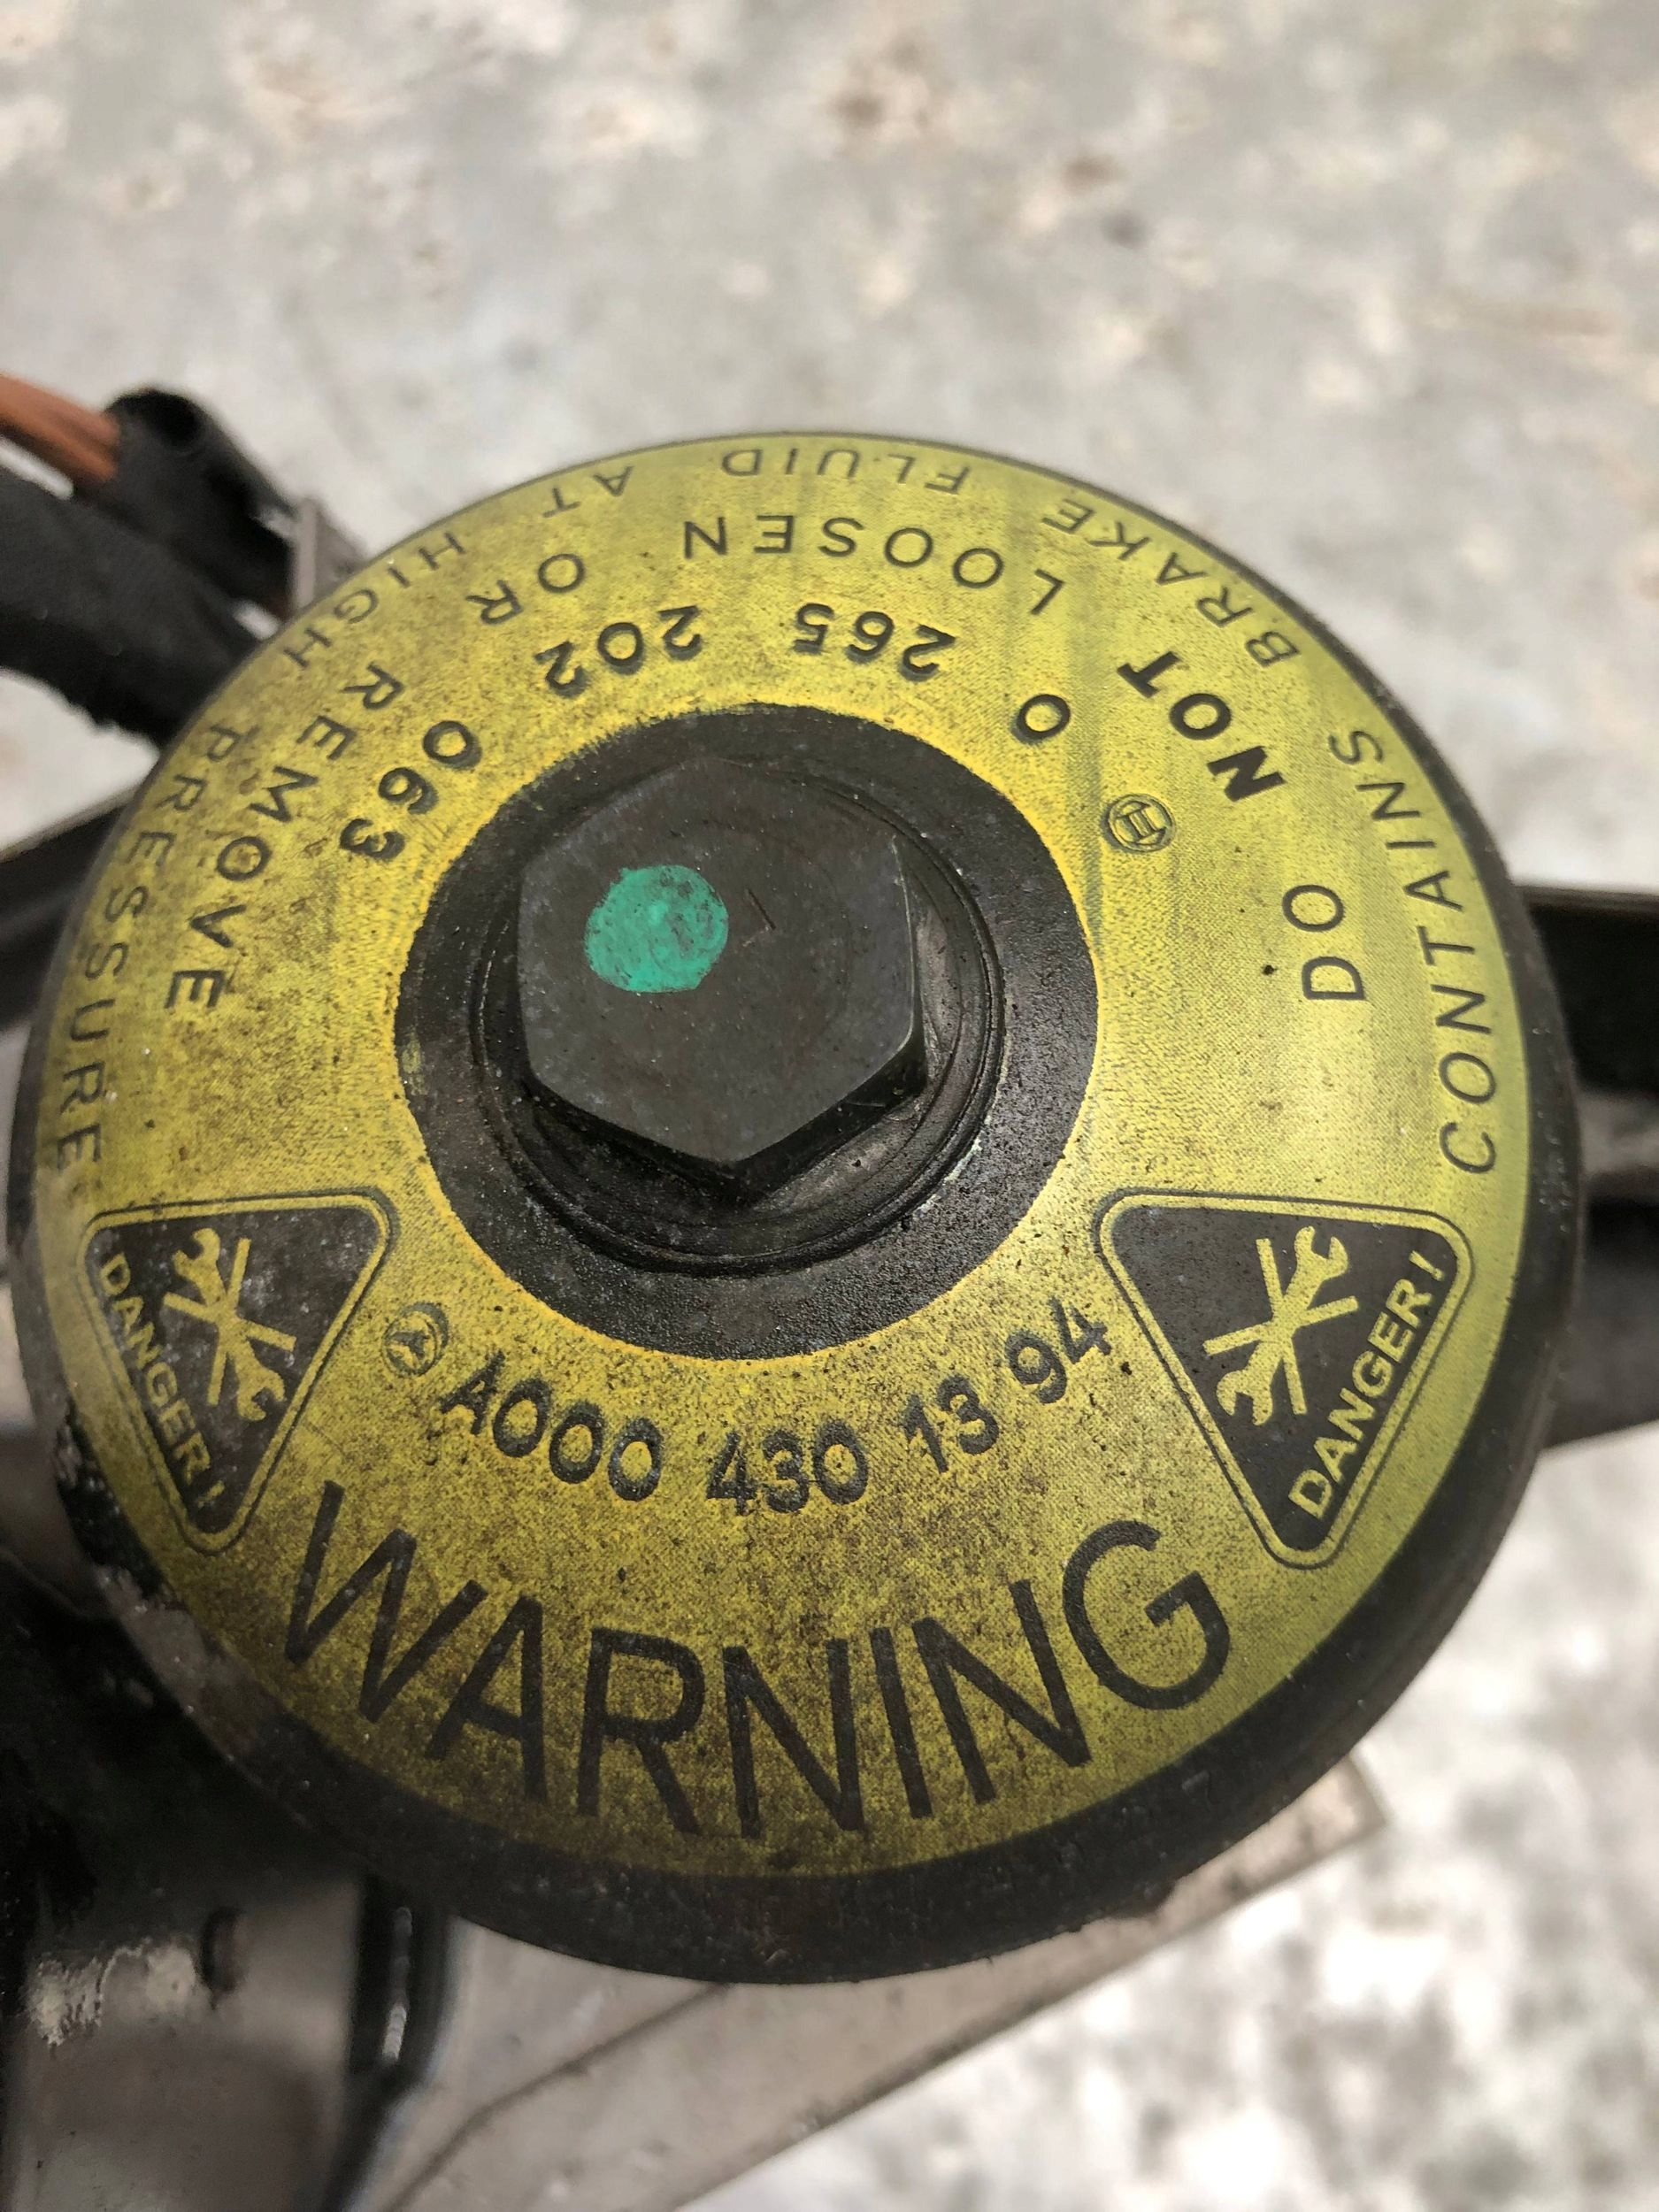 WARNING
A000 430 13 94
DANGER!
DANGER!
CONTAINS BRAKE FLUID AT HIGH PRESSURE
DO NOT LOOSEN OR REMOVE
0 265 202 063